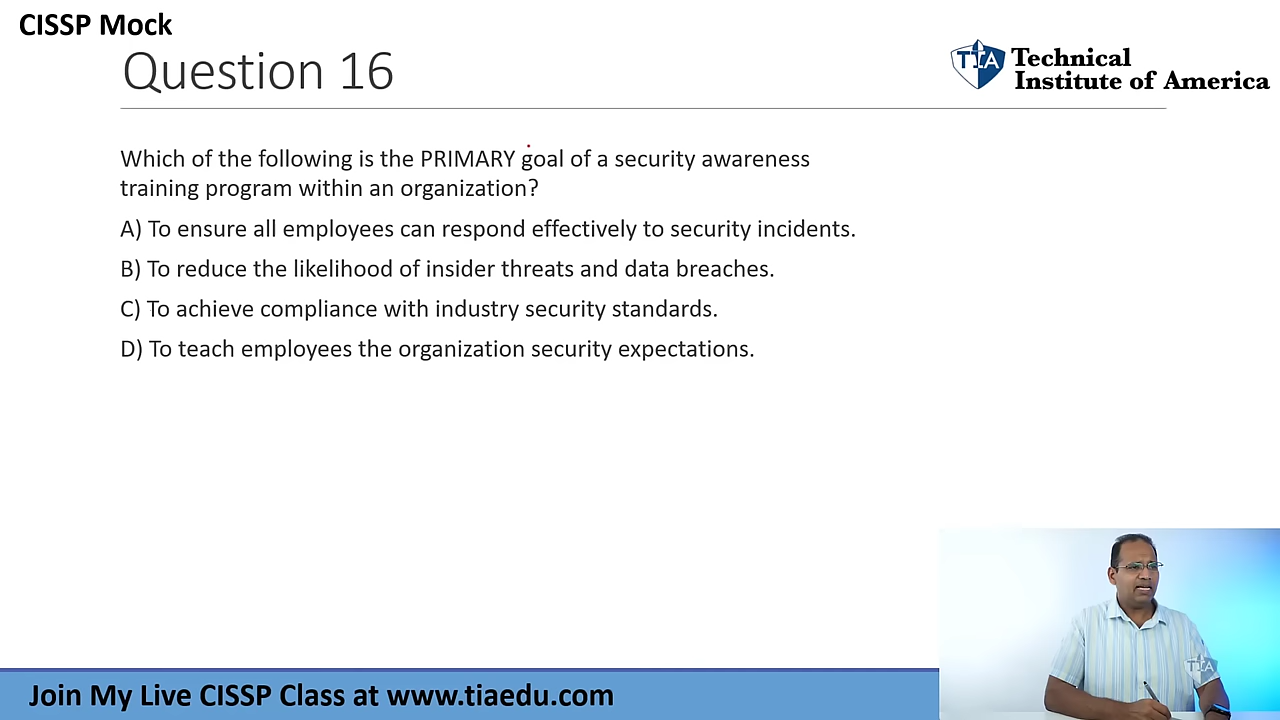 CISSP Mock
Question 16
TIA Technical
Institute of America
Which of the following is the PRIMARY goal of a security awareness
training program within an organization?
A) To ensure all employees can respond effectively to security incidents.
B) To reduce the likelihood of insider threats and data breaches.
C) To achieve compliance with industry security standards.
D) To teach employees the organization security expectations.
TIA
Join My Live CISSP Class at www.tiaedu.com